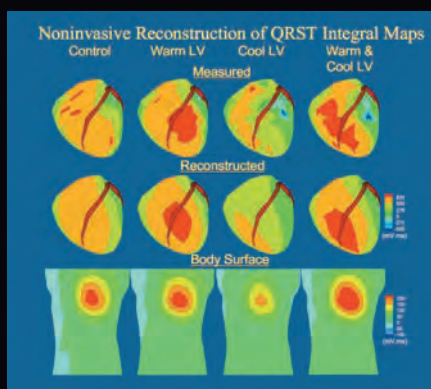 Noninvasive Reconstruction of QRST Integral Maps
Control Warm LV Cool LV Warm & Cool LV
Measured
Reconstructed
(mV ms)
Body Surface
(mV ms)